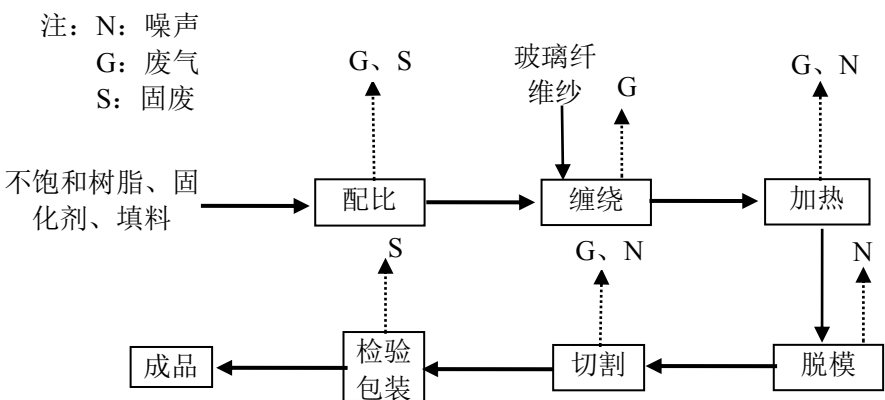 注：N：噪声
G：废气
S：固废
G、S
玻璃纤
维纱
G
G、N
不饱和树脂、固
化剂、填料
配比
缠绕
加热
S
G、N
N
成品
检验
包装
切割
脱模